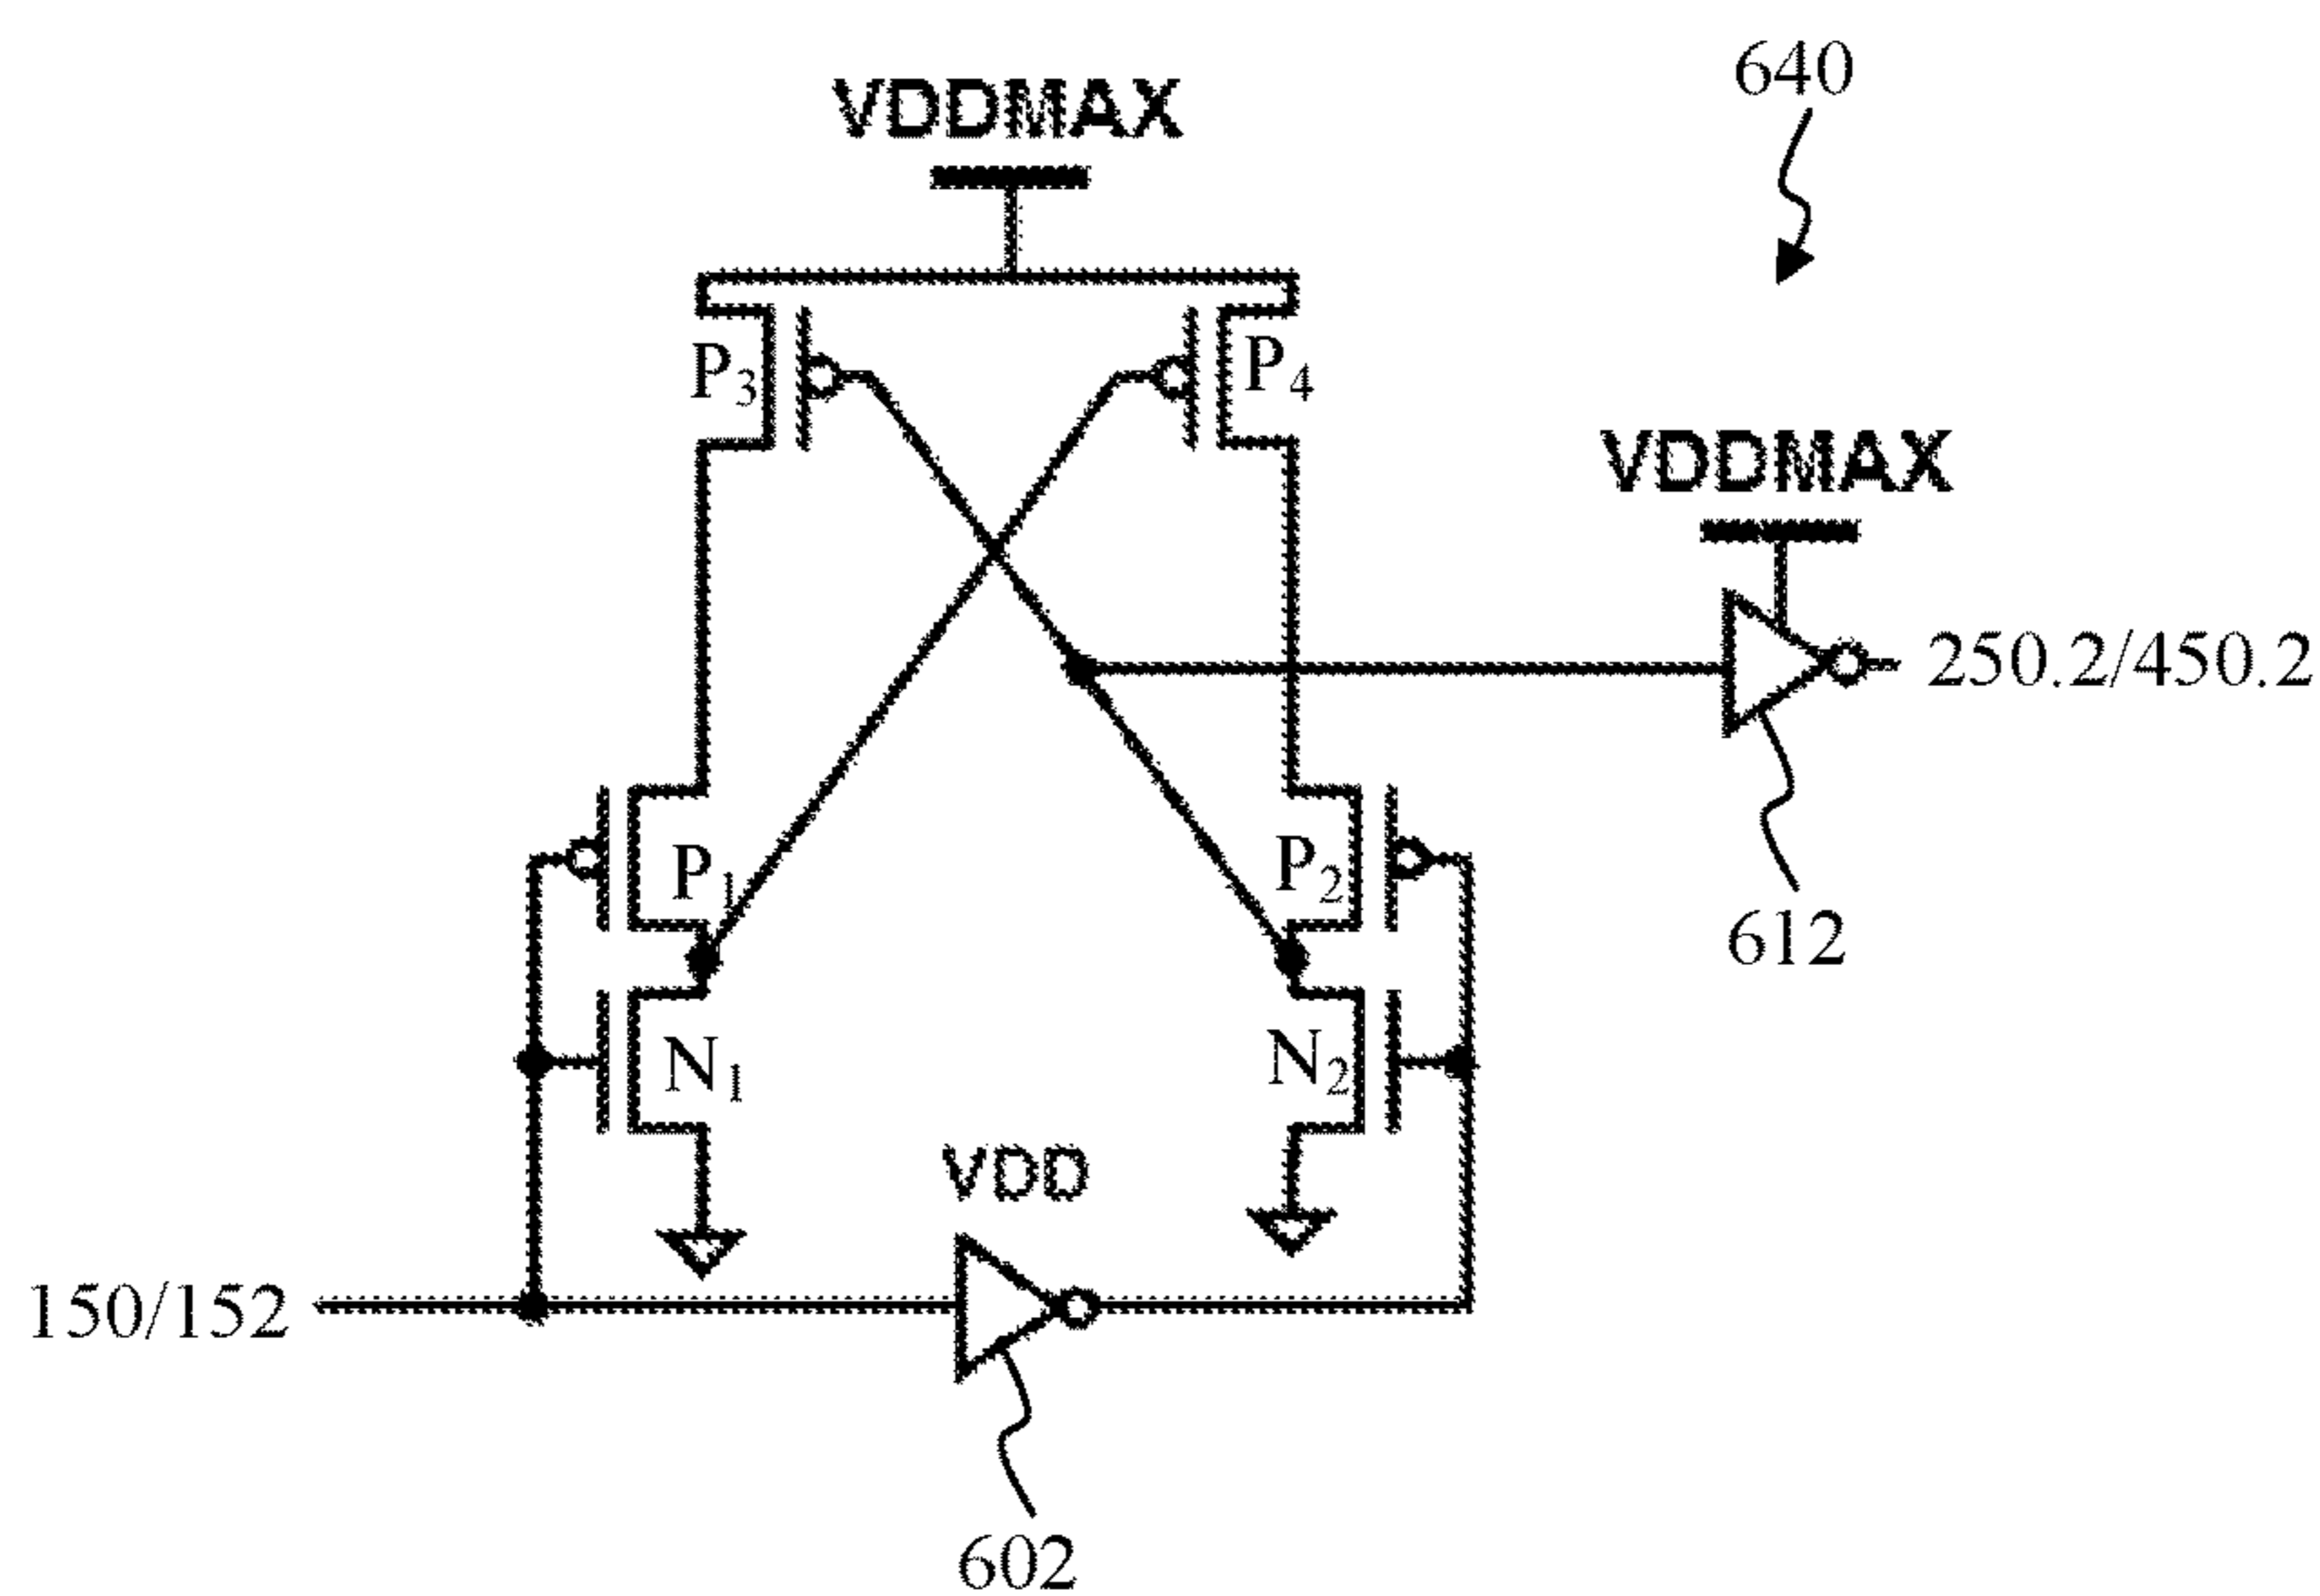 640
VDDMAX
P3 P4
VDDMAX
250.2/450.2
P1 P2
612
N1 N2
VDD
150/152
602